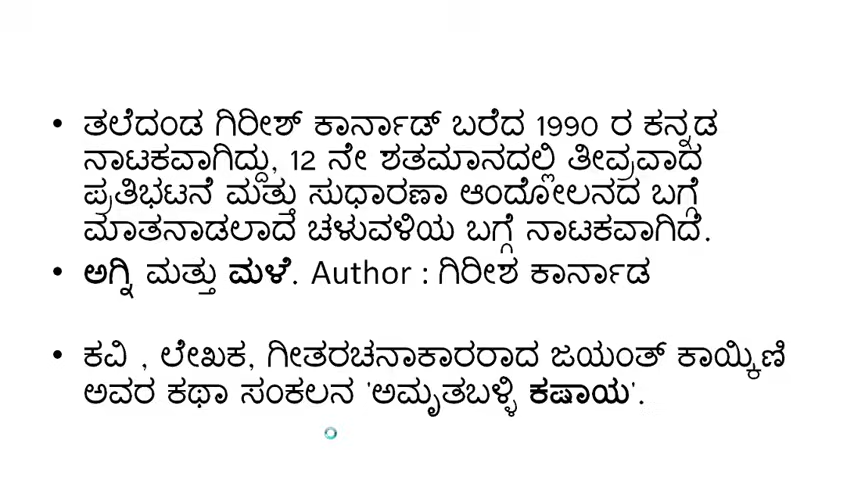 • ತಲೆದಂಡ ಗಿರೀಶ್ ಕಾರ್ನಾಡ್ ಬರೆದ 1990 ರ ಕನ್ನಡ
ನಾಟಕವಾಗಿದ್ದು, 12 ನೇ ಶತಮಾನದಲ್ಲಿ ತೀವ್ರವಾದ
ಪ್ರತಿಭಟನೆ ಮತ್ತು ಸುಧಾರಣಾ ಆಂದೋಲನದ ಬಗ್ಗೆ
ಮಾತನಾಡಲಾದ ಚಳುವಳಿಯ ಬಗ್ಗೆ ನಾಟಕವಾಗಿದೆ.
• ಅಗ್ನಿ ಮತ್ತು ಮಳೆ. Author : ಗಿರೀಶ ಕಾರ್ನಾಡ
• ಕವಿ , ಲೇಖಕ, ಗೀತರಚನಾಕಾರರಾದ ಜಯಂತ್ ಕಾಯ್ಕಿಣಿ
ಅವರ ಕಥಾ ಸಂಕಲನ 'ಅಮೃತಬಳ್ಳಿ ಕಷಾಯ'.